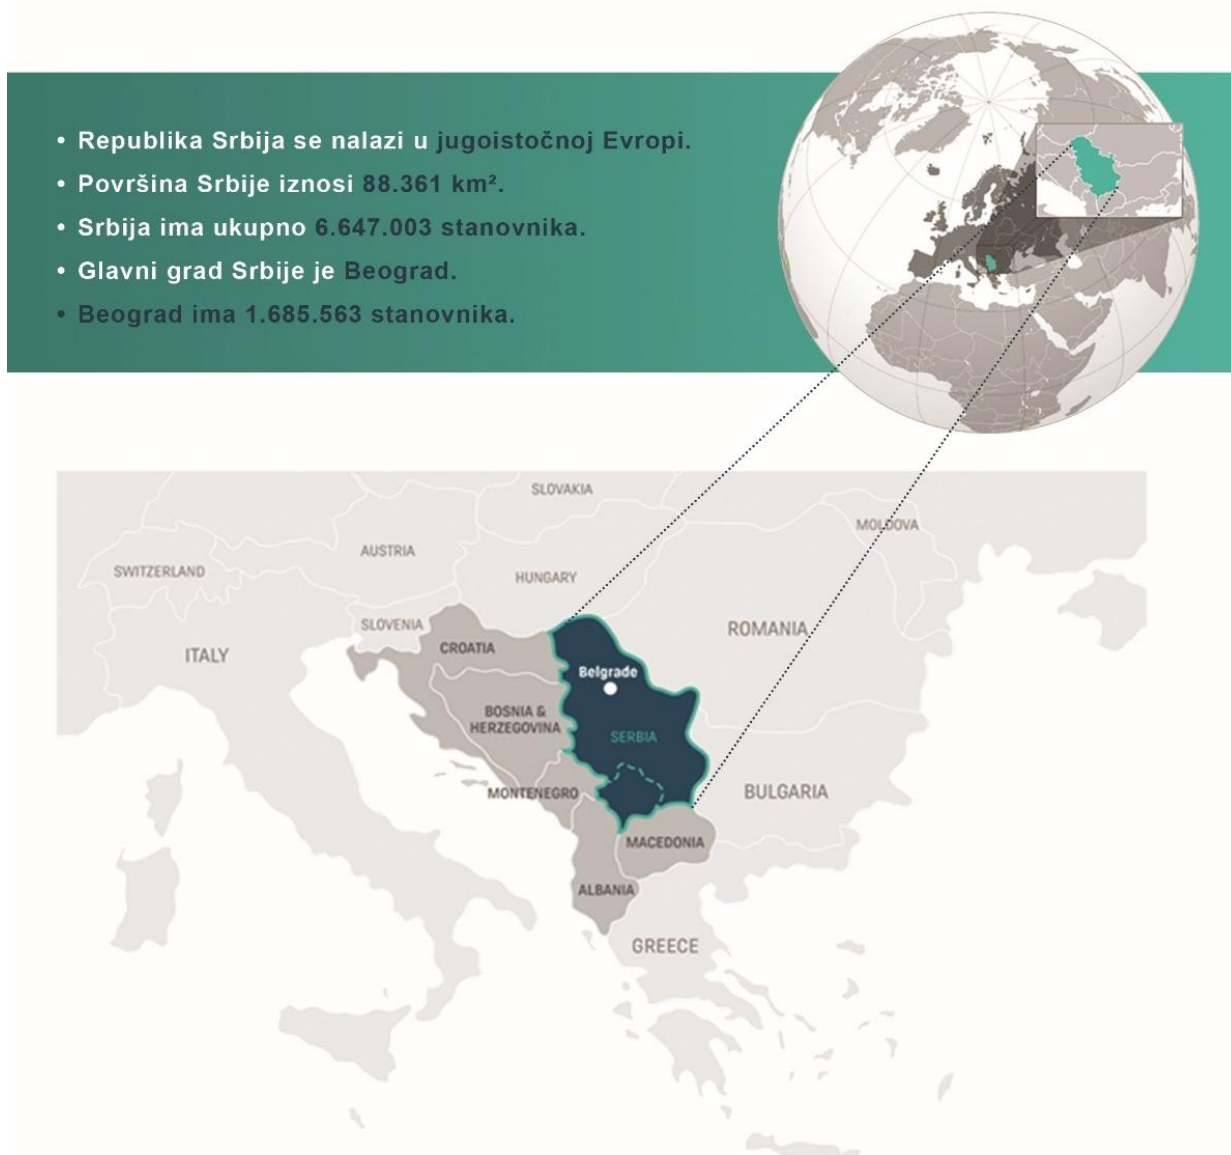 • Republika Srbija se nalazi u jugoistočnoj Evropi.
• Površina Srbije iznosi 88.361 km².
• Srbija ima ukupno 6.647.003 stanovnika.
• Glavni grad Srbije je Beograd.
• Beograd ima 1.685.563 stanovnika.
SLOVAKIA
MOLDOVA
AUSTRIA
SWITZERLAND
HUNGARY
SLOVENIA
ROMANIA
CROATIA
ITALY
Belgrade
BOSNIA &
HERZEGOVINA
SERBIA
MONTENEGRO
BULGARIA
MACEDONIA
ALBANIA
GREECE